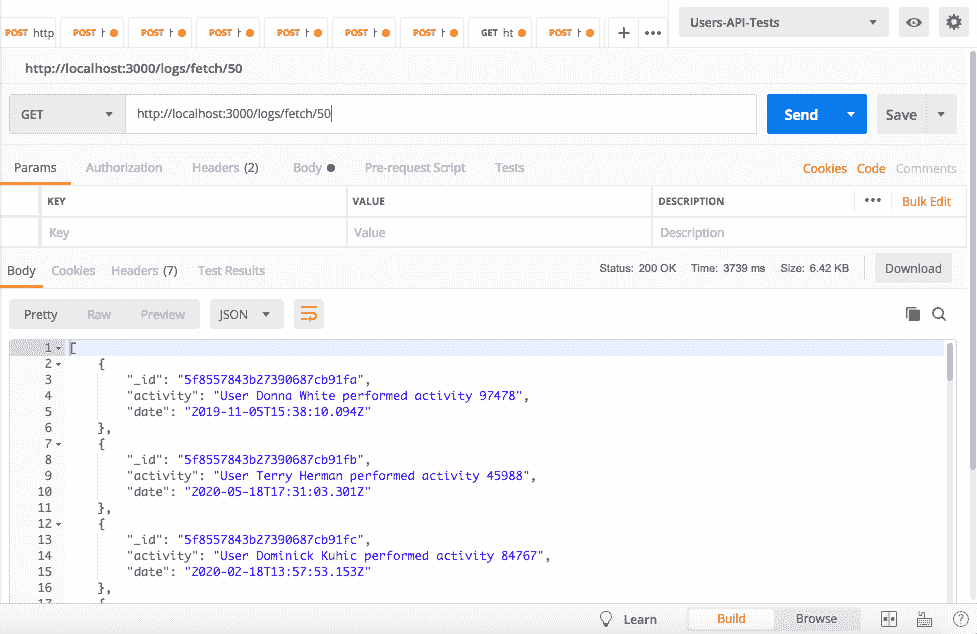 POST http POST h POST h POST h POST h POST h POST h GET ht POST h + ••• Users-API-Tests
http://localhost:3000/logs/fetch/50
GET http://localhost:3000/logs/fetch/50 Send Save
Params Authorization Headers (2) Body Pre-request Script Tests Cookies Code Comments
KEY VALUE DESCRIPTION ••• Bulk Edit
Key Value Description
Body Cookies Headers (7) Test Results Status: 200 OK Time: 3739 ms Size: 6.42 KB Download
Pretty Raw Preview JSON
1 [
2 {
3 "_id": "5f8557843b27390687cb91fa",
4 "activity": "User Donna White performed activity 97478",
5 "date": "2019-11-05T15:38:10.094Z"
6 },
7 {
8 "_id": "5f8557843b27390687cb91fb",
9 "activity": "User Terry Herman performed activity 45988",
10 "date": "2020-05-18T17:31:03.301Z"
11 },
12 {
13 "_id": "5f8557843b27390687cb91fc",
14 "activity": "User Dominick Kuhic performed activity 84767",
15 "date": "2020-02-18T13:57:53.153Z"
16 },
17 {
Learn Build Browse ?